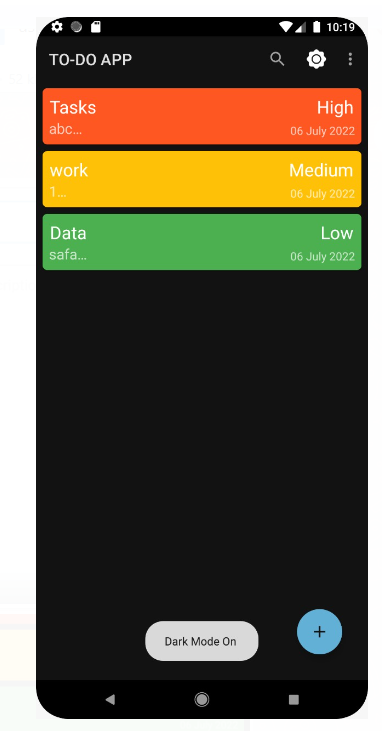 10:19
TO-DO APP
Tasks High
abc... 06 July 2022
work Medium
1... 06 July 2022
Data Low
safa... 06 July 2022
Dark Mode On